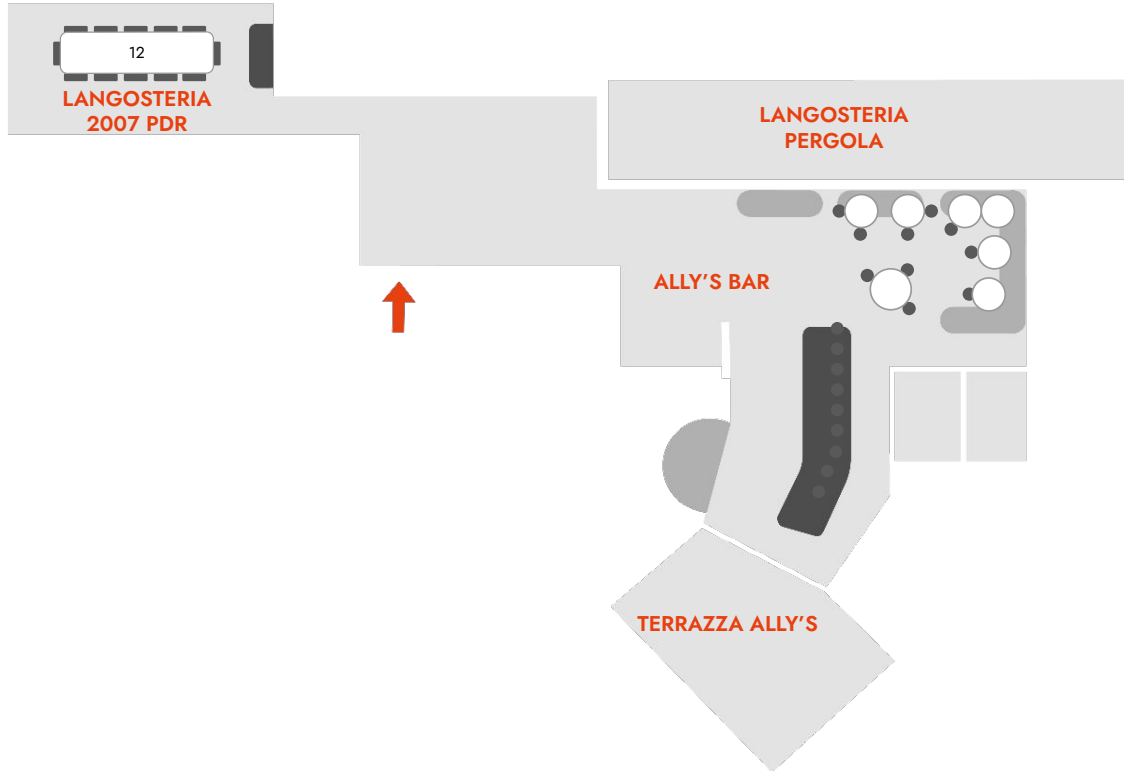 12
LANGOSTERIA
2007 PDR
LANGOSTERIA
PERGOLA
ALLY'S BAR
TERRAZZA ALLY'S